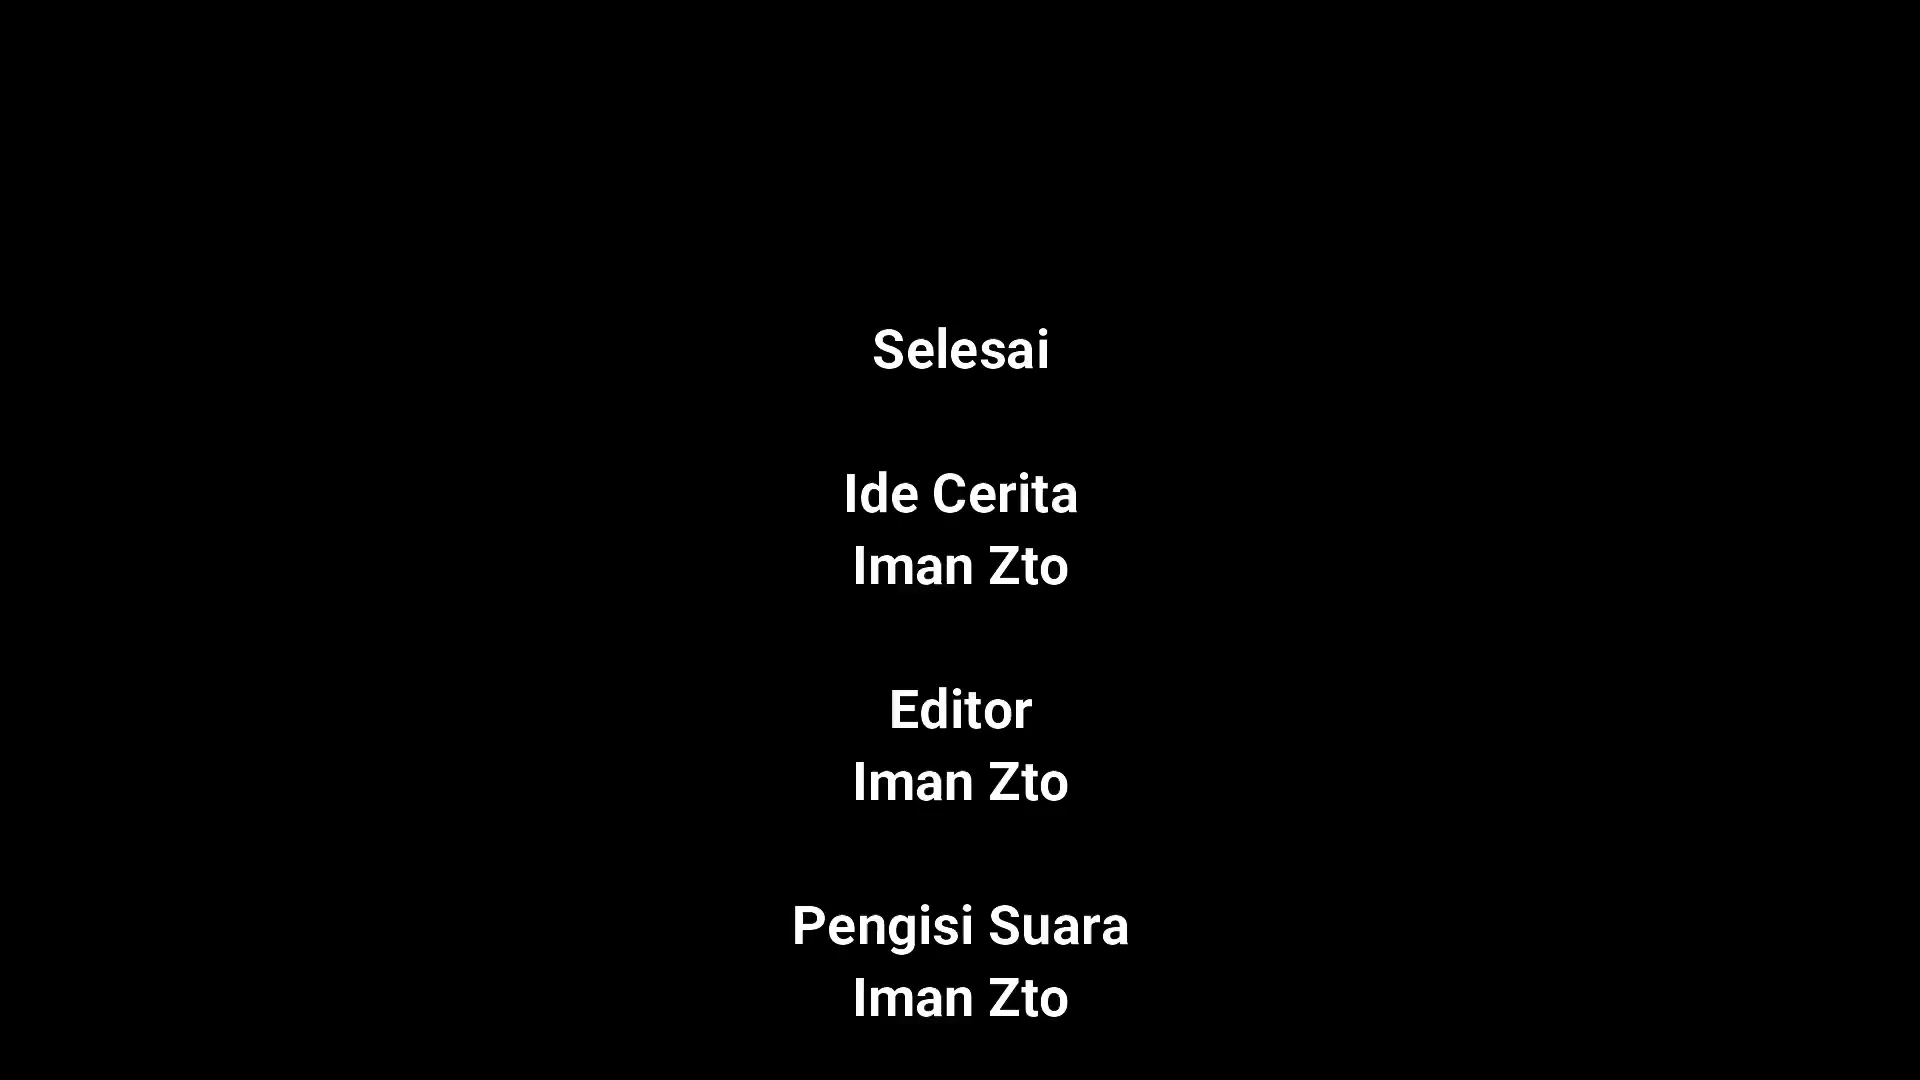 Selesai
Ide Cerita
Iman Zto
Editor
Iman Zto
Pengisi Suara
Iman Zto